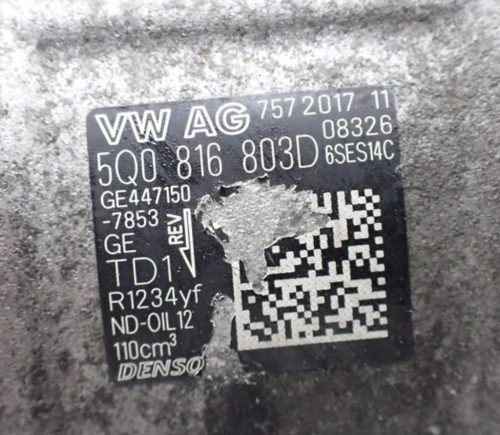 VW AG 757 2017 11
08326
5Q0 816 803D 6SES14C
GE447150
-7853
REV
GE
TD1
R1234yf
ND-OIL12
110cm³
DENSO